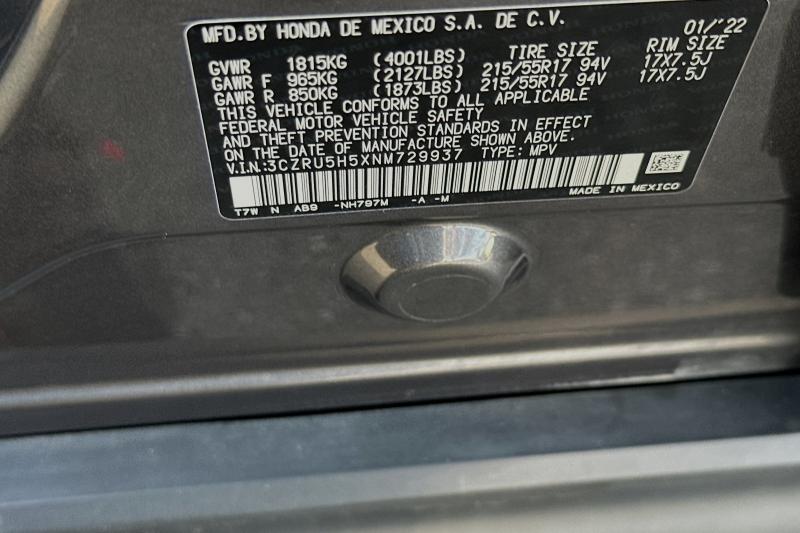 MFD.BY HONDA DE MEXICO S.A. DE C.V. 01/'22
TIRE SIZE RIM SIZE
GVWR 1815KG (4001LBS)
GAWR F 965KG (2127LBS) 215/55R17 94V 17X7.5J
GAWR R 850KG (1873LBS) 215/55R17 94V 17X7.5J
THIS VEHICLE CONFORMS TO ALL APPLICABLE
FEDERAL MOTOR VEHICLE SAFETY
AND THEFT PREVENTION STANDARDS IN EFFECT
ON THE DATE OF MANUFACTURE SHOWN ABOVE.
V.I.N:3CZRU5H5XNM729937 TYPE: MPV
MADE IN MEXICO
T7W N AB9 -NH797M -A -M